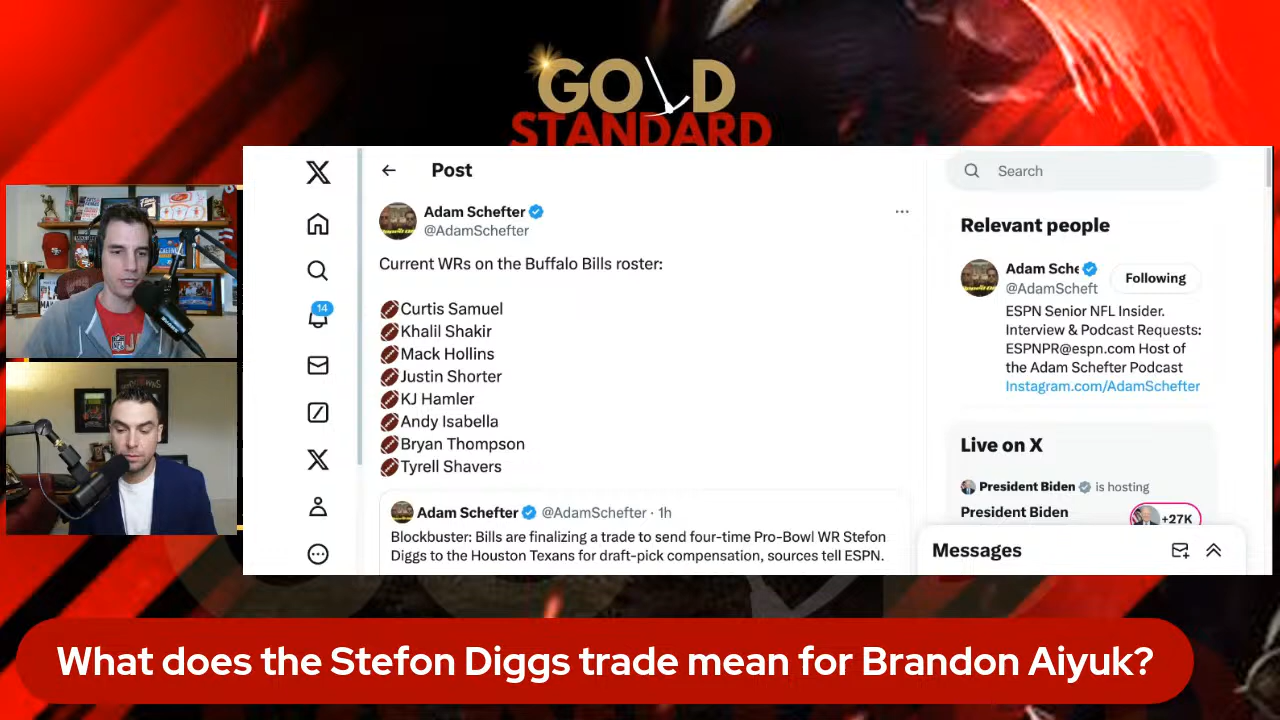 GOLD
STANDARD
Post
Search
Adam Schefter
@AdamSchefter
Current WRs on the Buffalo Bills roster:
Curtis Samuel
Khalil Shakir
Mack Hollins
Justin Shorter
KJ Hamler
Andy Isabella
Bryan Thompson
Tyrell Shavers
Adam Schefter @AdamSchefter · 1h
Blockbuster: Bills are finalizing a trade to send four-time Pro-Bowl WR Stefon
Diggs to the Houston Texans for draft-pick compensation, sources tell ESPN.
14
Relevant people
Adam Sche
@AdamScheft
Following
ESPN Senior NFL Insider.
Interview & Podcast Requests:
ESPNPR@espn.com Host of
the Adam Schefter Podcast
Instagram.com/AdamSchefter
Live on X
President Biden is hosting
President Biden
+27K
Messages
What does the Stefon Diggs trade mean for Brandon Aiyuk?